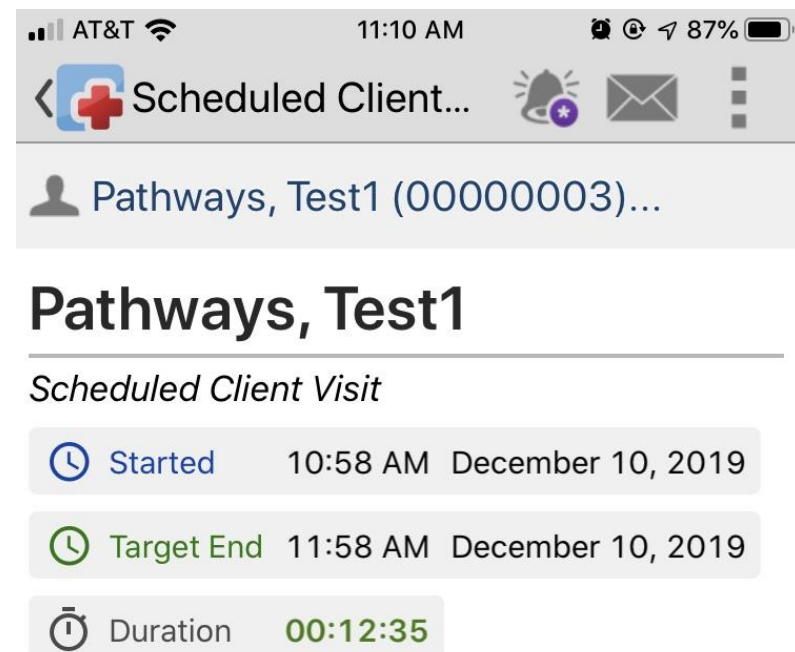 AT&T 11:10 AM 87%
Scheduled Client...
Pathways, Test1 (00000003)...
Pathways, Test1
Scheduled Client Visit
Started 10:58 AM December 10, 2019
Target End 11:58 AM December 10, 2019
Duration 00:12:35